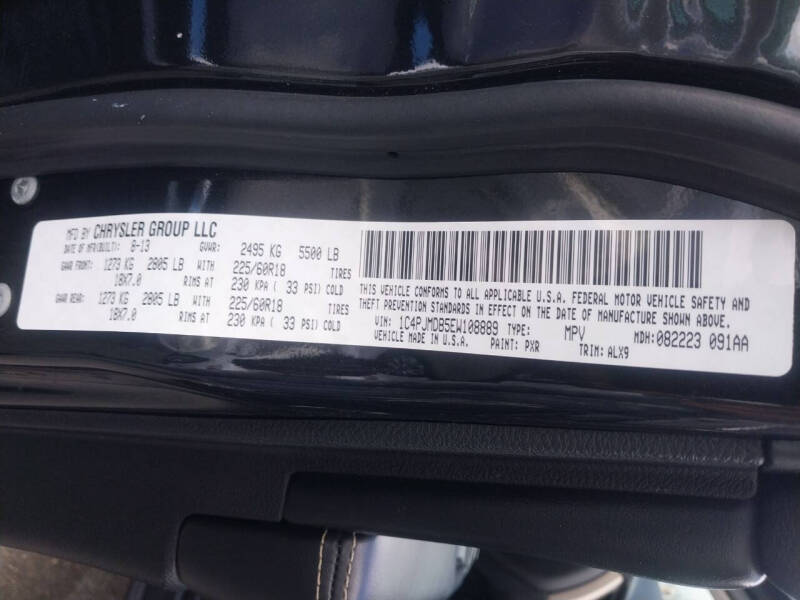 MFD BY CHRYSLER GROUP LLC
DATE OF MFR(BUILT): 8-13 GVWR: 2495 KG 5500 LB
GAWR FRONT: 1273 KG 2805 LB WITH 225/60R18 TIRES
18X7.0 RIMS AT 230 KPA ( 33 PSI) COLD
GAWR REAR: 1273 KG 2805 LB WITH 225/60R18 TIRES
18X7.0 RIMS AT 230 KPA ( 33 PSI) COLD
THIS VEHICLE CONFORMS TO ALL APPLICABLE U.S.A. FEDERAL MOTOR VEHICLE SAFETY AND
THEFT PREVENTION STANDARDS IN EFFECT ON THE DATE OF MANUFACTURE SHOWN ABOVE.
VIN: 1C4PJMDB5EW108889 TYPE: MPV MDH: 082223 091AA
VEHICLE MADE IN U.S.A. PAINT: PXR TRIM: ALX9